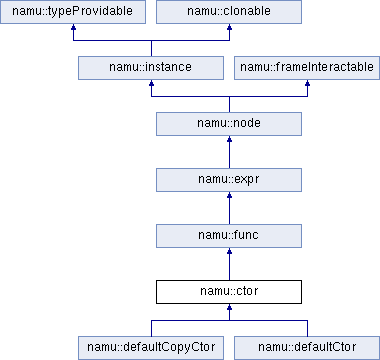 namu::typeProvidable
namu::clonable
namu::instance
namu::frameInteractable
namu::node
namu::expr
namu::func
namu::ctor
namu::defaultCopyCtor
namu::defaultCtor